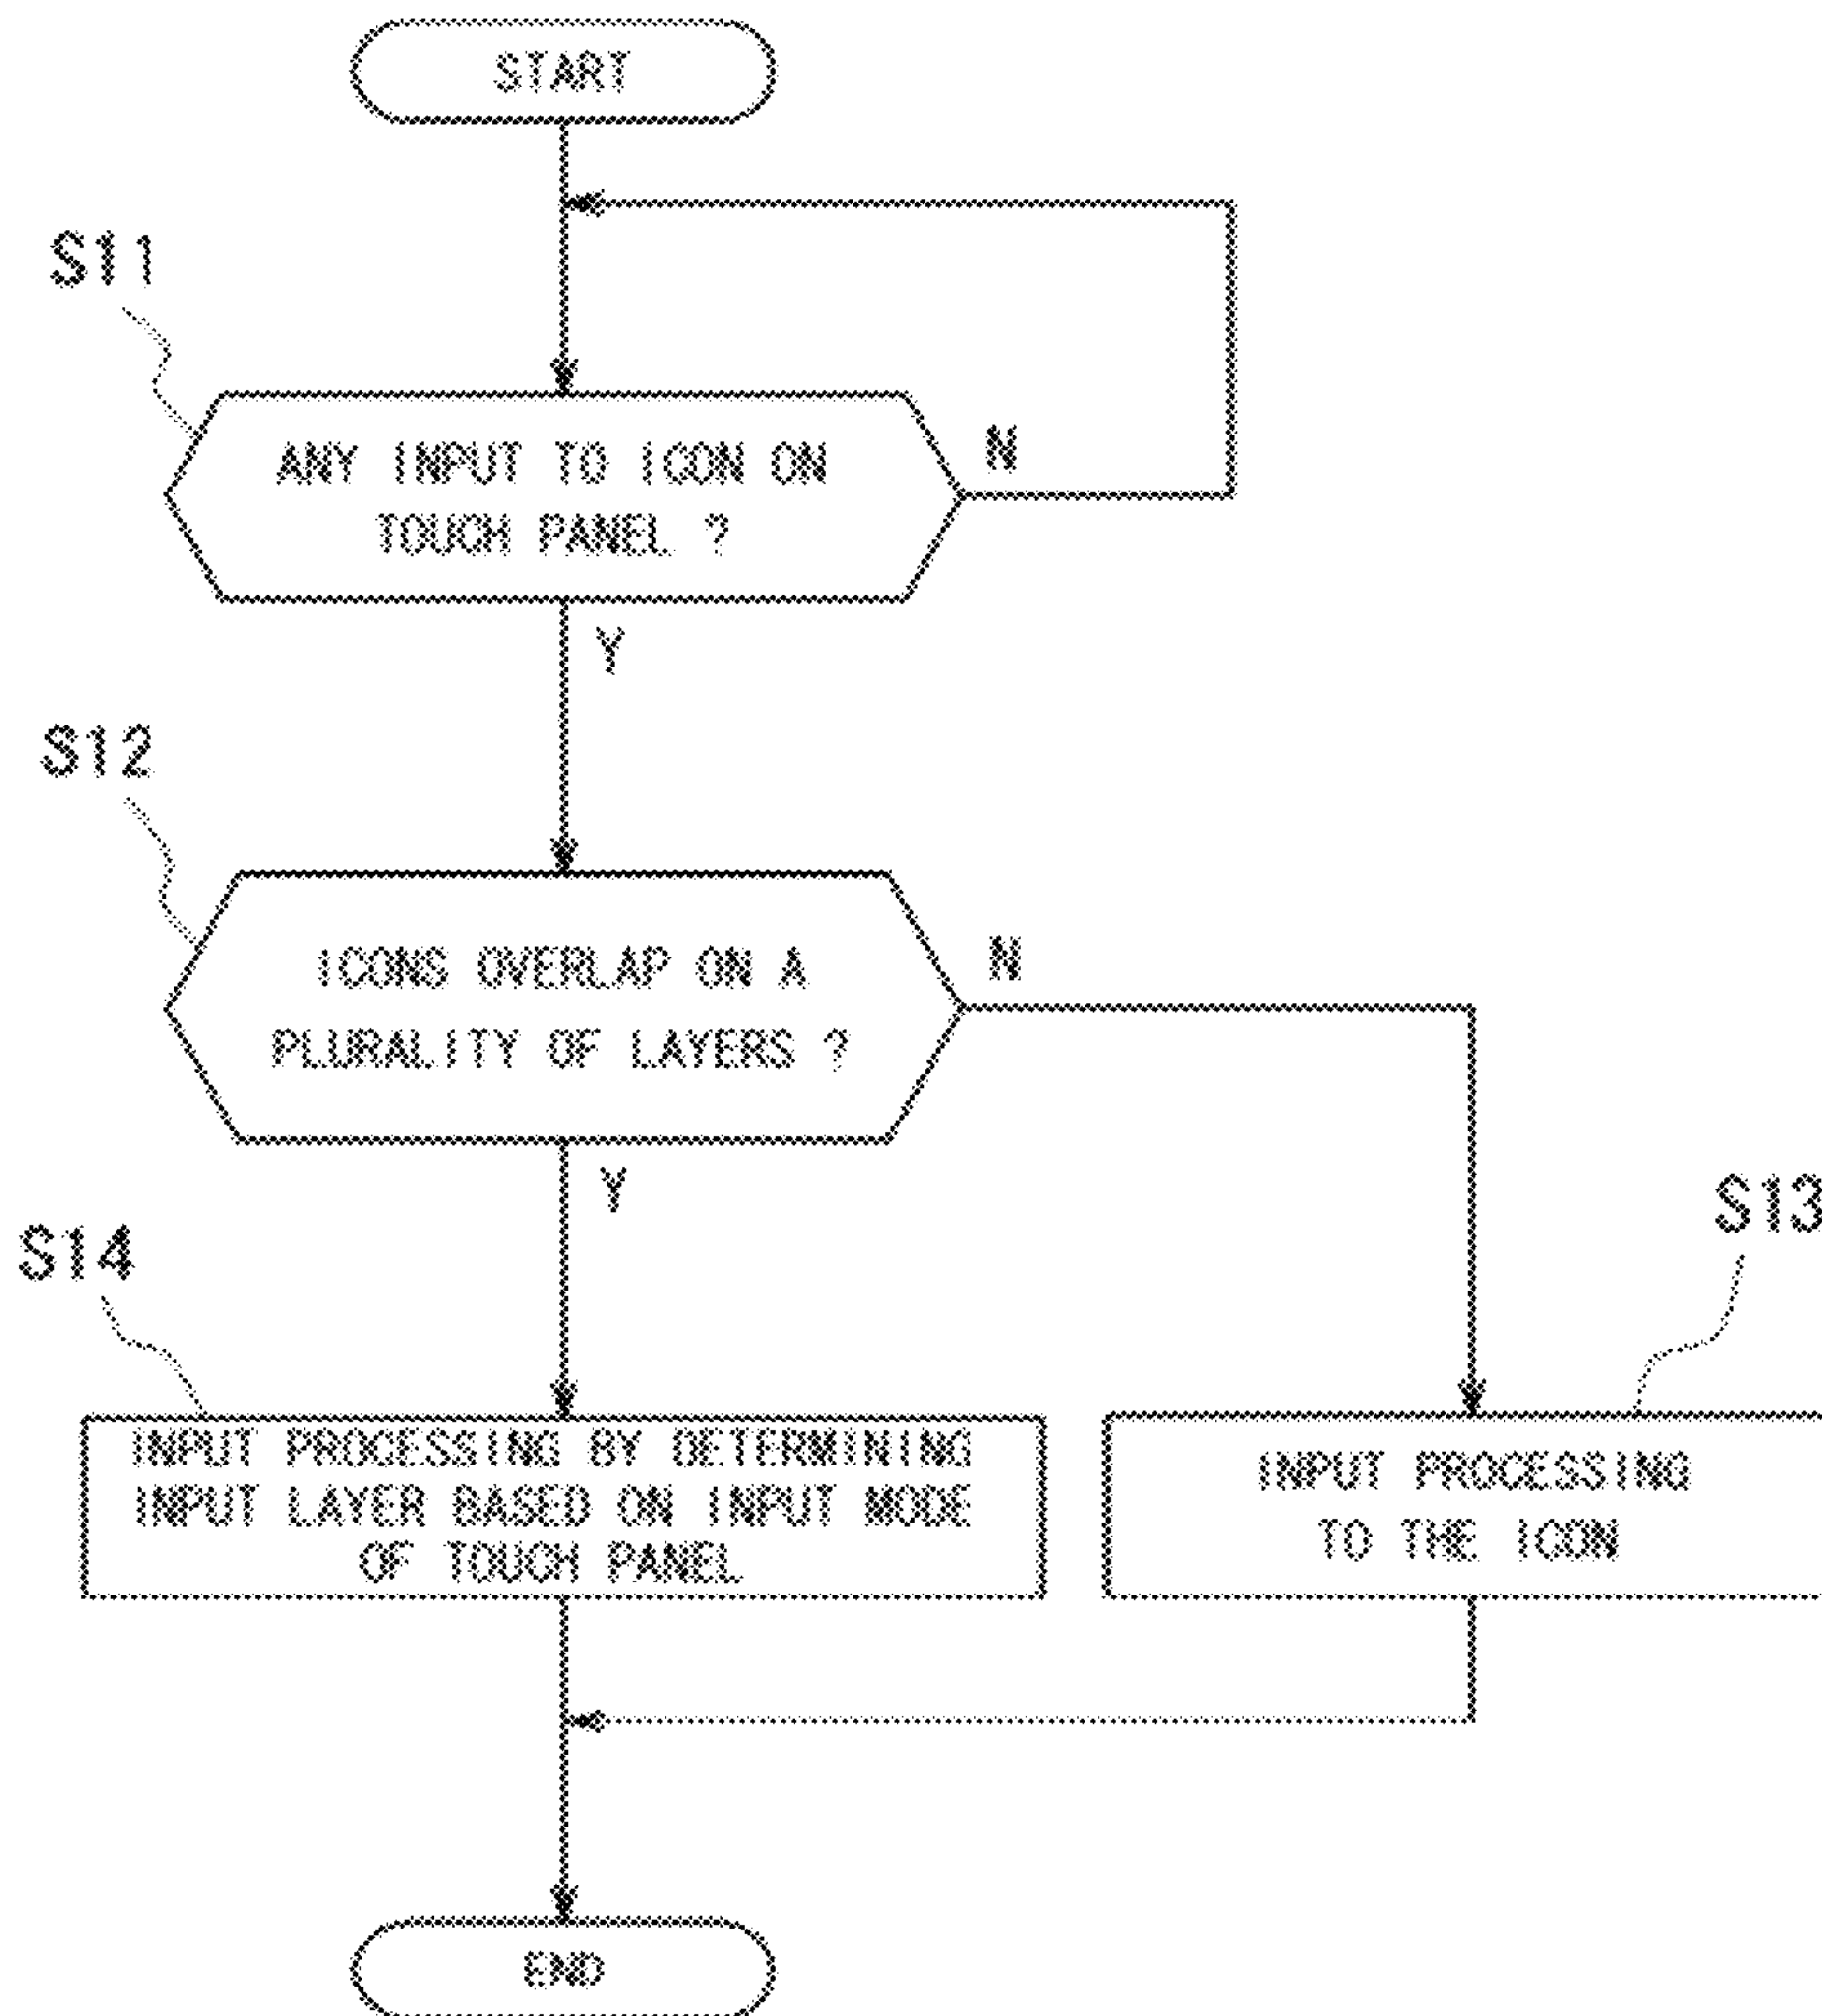 START
S11
ANY INPUT TO ICON ON
TOUCH PANEL ?
N
Y
S12
ICONS OVERLAP ON A
PLURALITY OF LAYERS ?
N
Y
S14
S13
INPUT PROCESSING BY DETERMINING
INPUT LAYER BASED ON INPUT MODE
OF TOUCH PANEL
INPUT PROCESSING
TO THE ICON
END